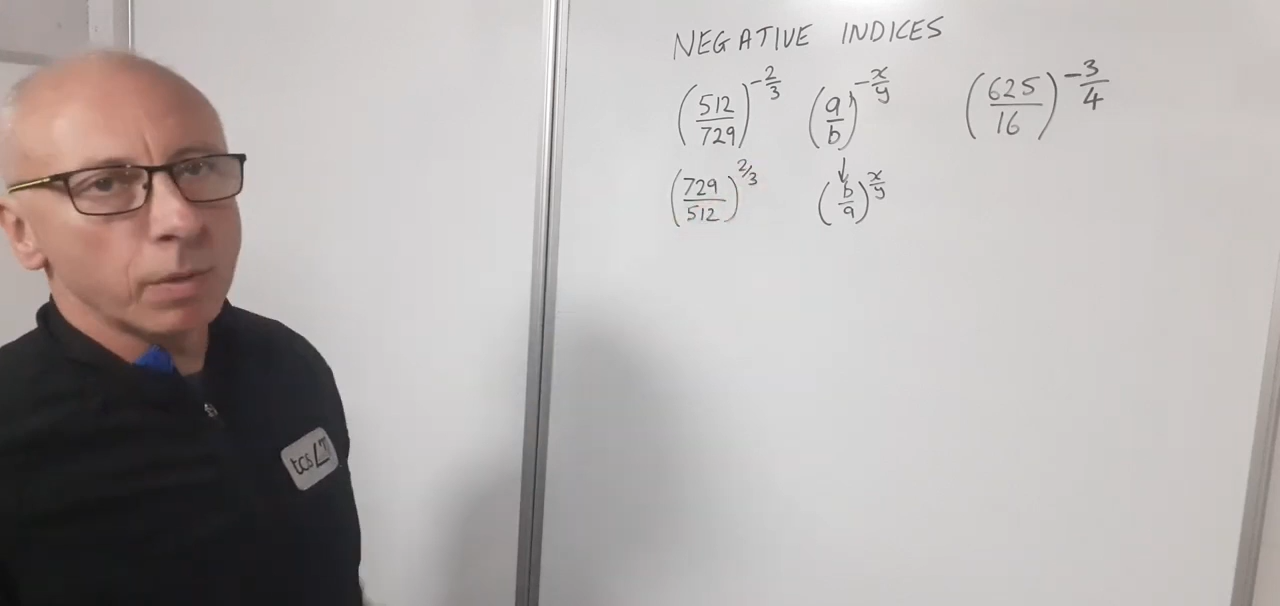 NEGATIVE INDICES
(512/729)^-2/3 (a/b)^-x/y (625/16)^-3/4
↓
(729/512)^2/3 (b/a)^x/y
tcs